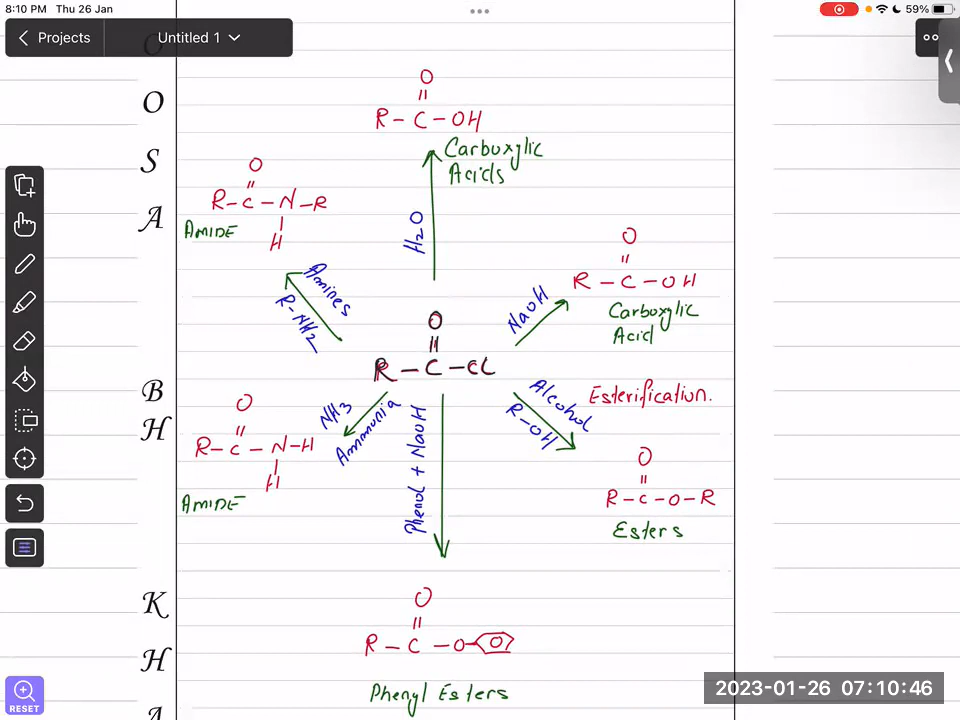 8:10 PM Thu 26 Jan
59%
Projects
Untitled 1
O
S
A
B
H
K
H
A
O
||
R - C - OH
Carboxylic
Acids
H2O
O
||
R - C - N - R
|
H
AMIDE
Amines
R-NH2
O
||
R - C - OH
Carboxylic
Acid
NaoH
O
||
R - C - Cl
NH3
Ammunia
O
||
R - C - N - H
|
H
AMIDE
Phenol + NaoH
Alcohol
R-OH
Esterification.
O
||
R - C - O - R
Esters
O
||
R - C - O -
Phenyl Esters
RESET
2023-01-26 07:10:46